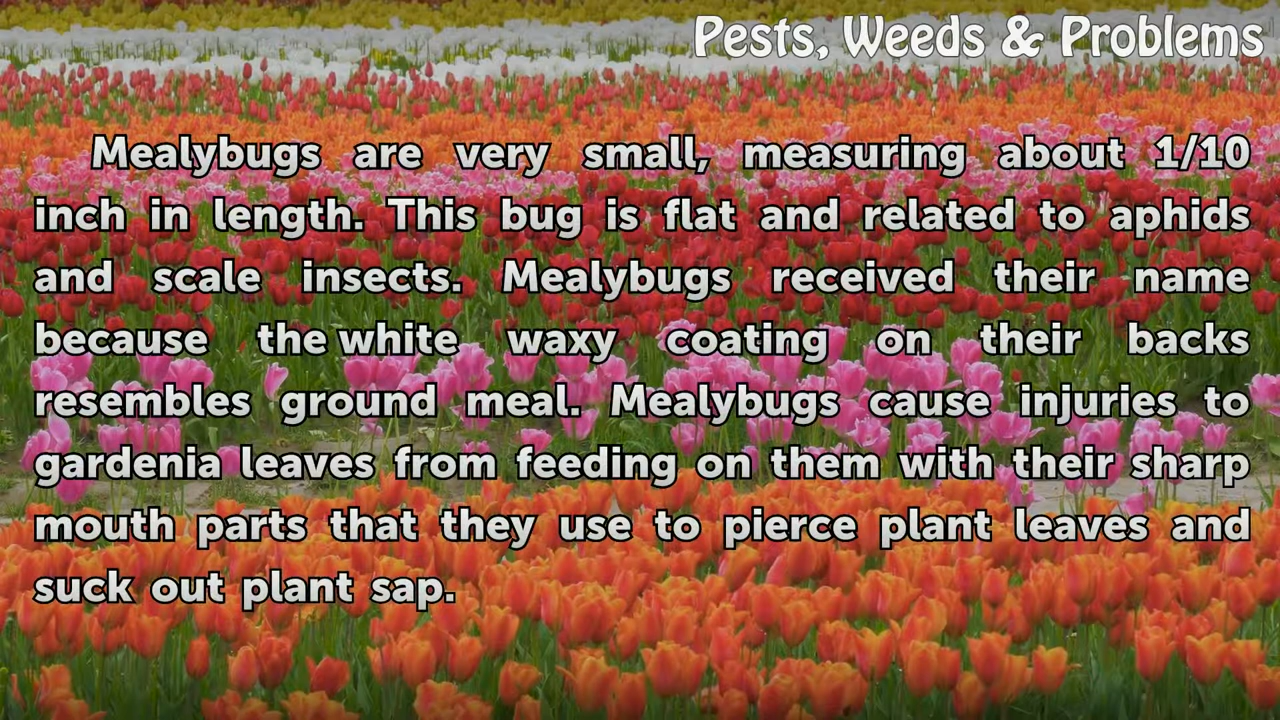 Pests, Weeds & Problems
Mealybugs are very small, measuring about 1/10
inch in length. This bug is flat and related to aphids
and scale insects. Mealybugs received their name
because the white waxy coating on their backs
resembles ground meal. Mealybugs cause injuries to
gardenia leaves from feeding on them with their sharp
mouth parts that they use to pierce plant leaves and
suck out plant sap.